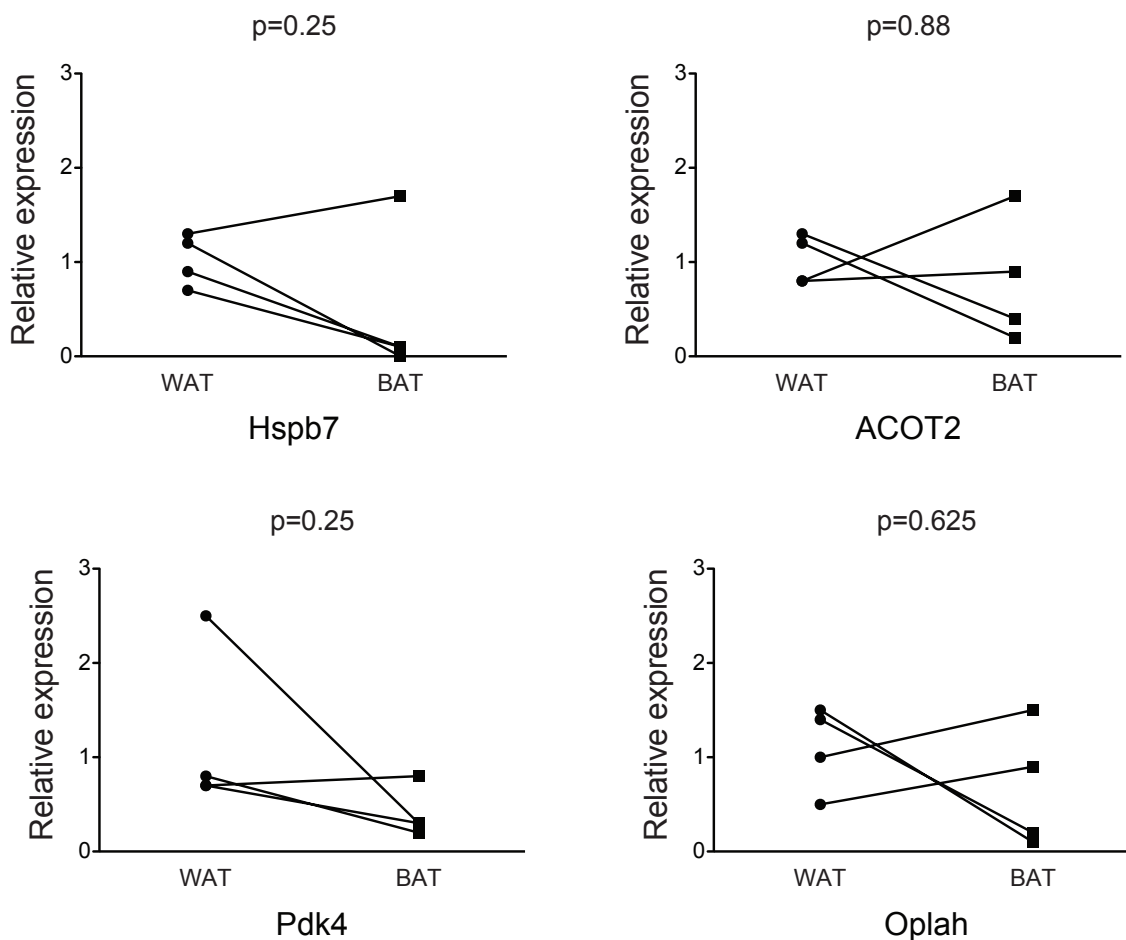 p=0.25
Relative expression
3
2
1
0
WAT BAT
Hspb7
p=0.88
Relative expression
3
2
1
0
WAT BAT
ACOT2
p=0.25
Relative expression
3
2
1
0
WAT BAT
Pdk4
p=0.625
Relative expression
3
2
1
0
WAT BAT
Oplah